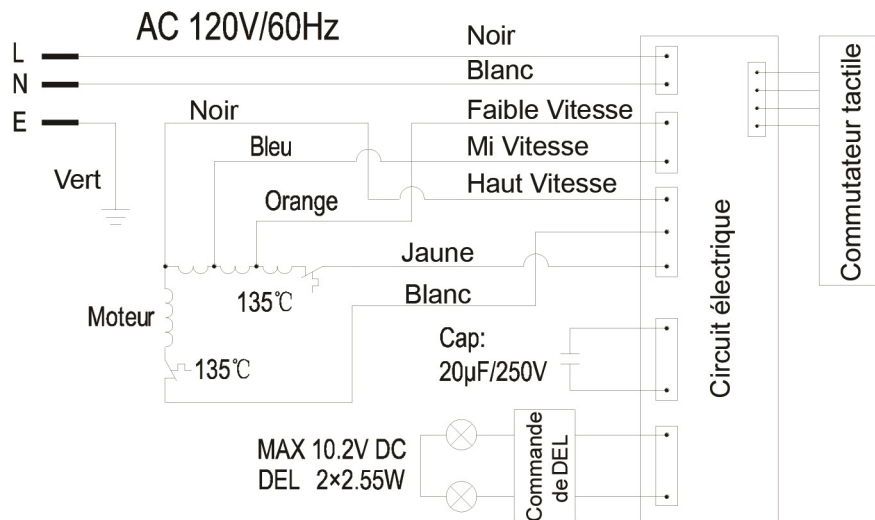 AC 120V/60Hz
L
N
E
Noir
Blanc
Noir
Faible Vitesse
Bleu
Mi Vitesse
Vert
Orange
Haut Vitesse
Jaune
135℃
Blanc
Moteur
135℃
Cap:
20µF/250V
MAX 10.2V DC
DEL 2×2.55W
Commande
de DEL
Circuit électrique
Commutateur tactile